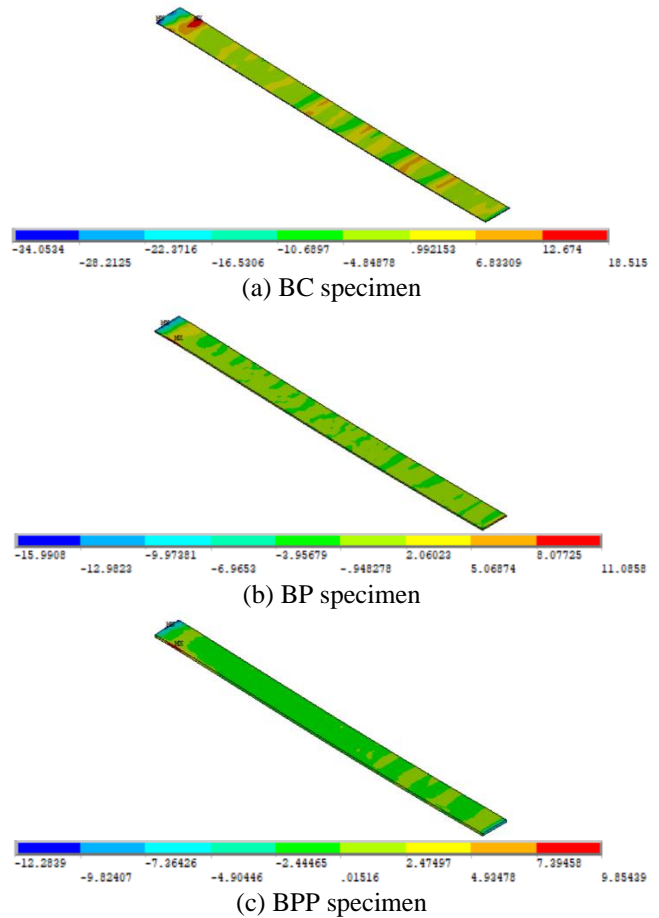 -34.0534 -22.3716 -10.6897 .992153 12.674
-28.2125 -16.5306 -4.84878 6.83309 18.515
(a) BC specimen
-15.9908 -9.97381 -3.95679 2.06023 8.07725
-12.9823 -6.9653 -.948278 5.06874 11.0858
(b) BP specimen
-12.2839 -7.36426 -2.44465 2.47497 7.39458
-9.82407 -4.90446 .01516 4.93478 9.85439
(c) BPP specimen